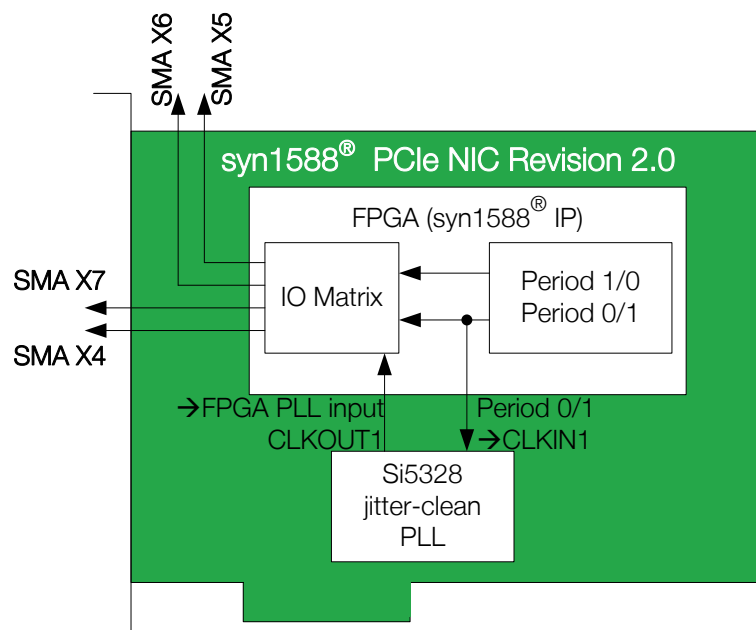 SMA X6
SMA X5
syn1588® PCIe NIC Revision 2.0
FPGA (syn1588® IP)
IO Matrix
Period 1/0
Period 0/1
SMA X7
SMA X4
→FPGA PLL input
CLKOUT1
Period 0/1
→CLKIN1
Si5328
jitter-clean
PLL